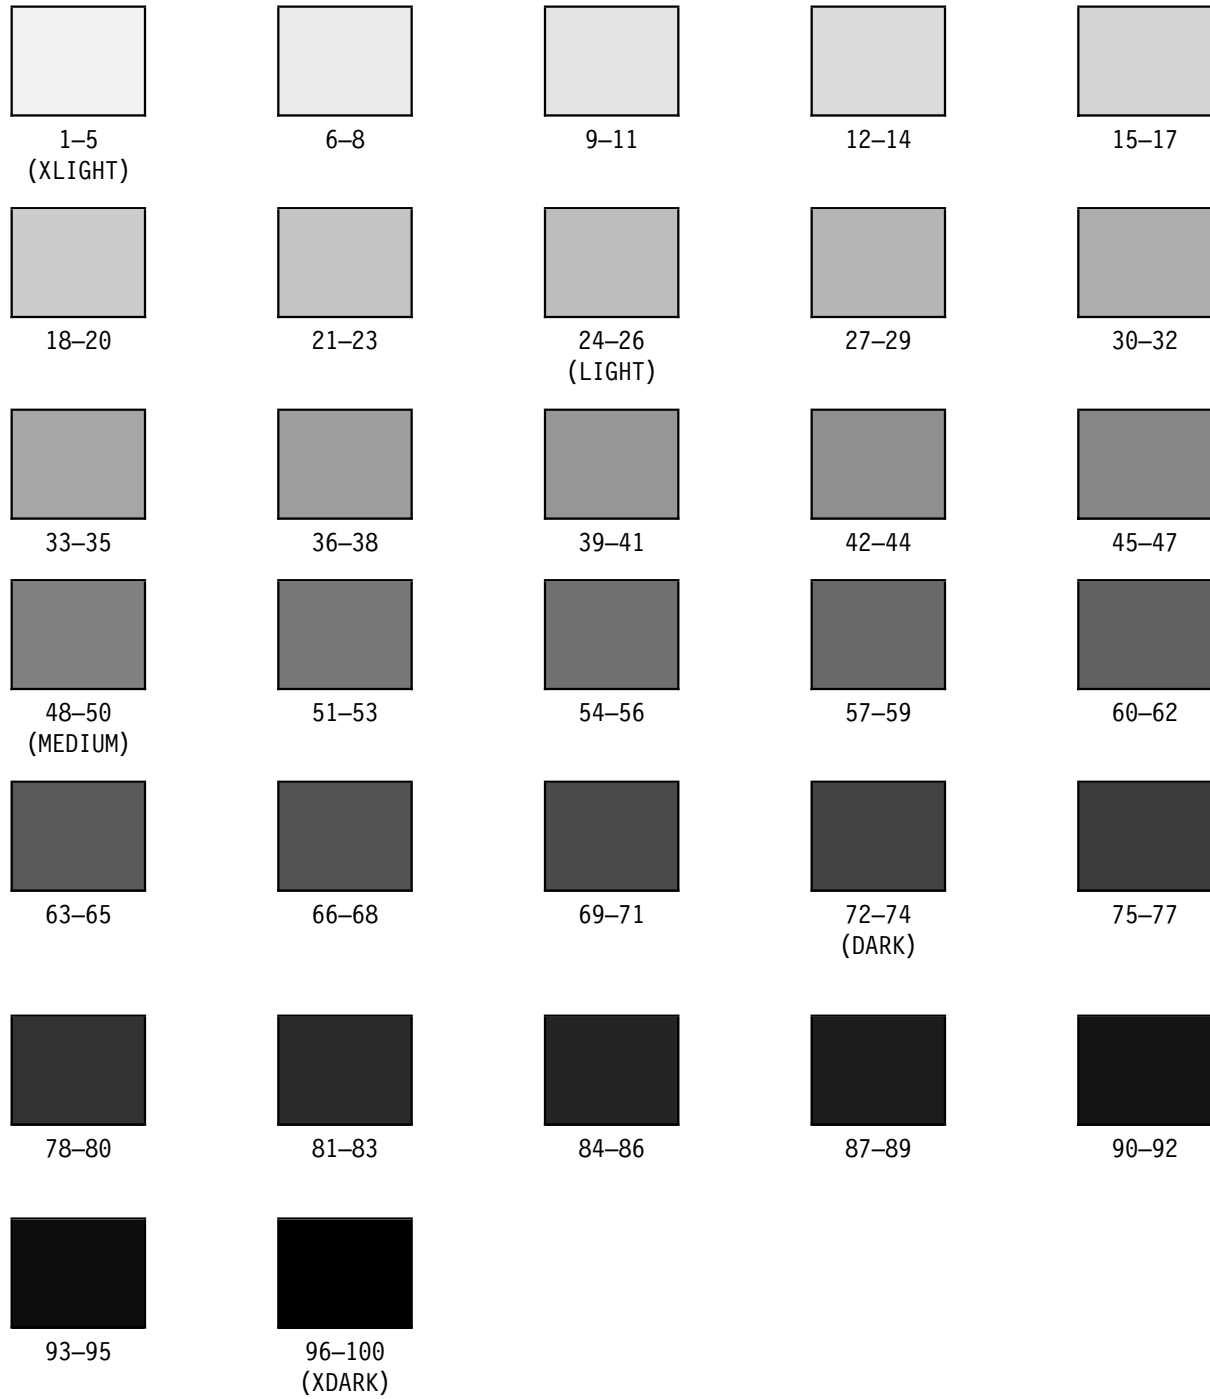 1–5 6–8 9–11 12–14 15–17
(XLIGHT)
18–20 21–23 24–26 27–29 30–32
(LIGHT)
33–35 36–38 39–41 42–44 45–47
48–50 51–53 54–56 57–59 60–62
(MEDIUM)
63–65 66–68 69–71 72–74 75–77
(DARK)
78–80 81–83 84–86 87–89 90–92
93–95 96–100
(XDARK)